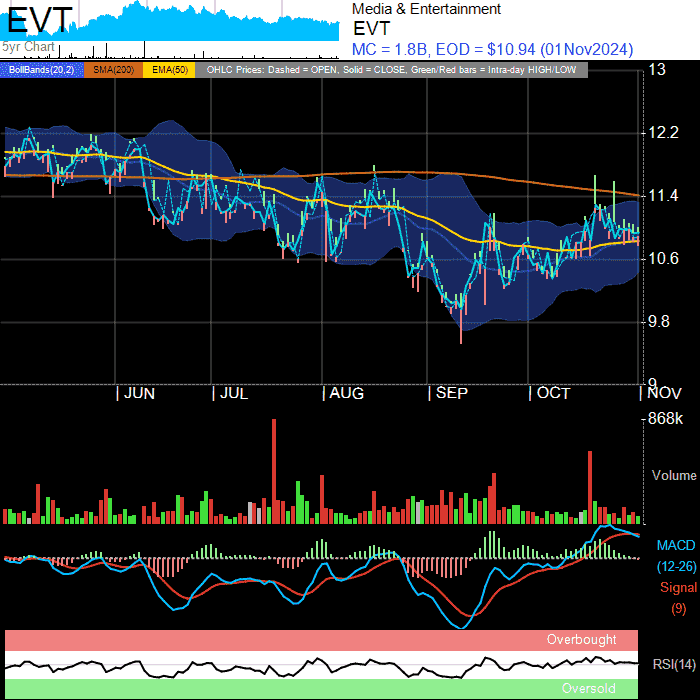 EVT
5yr Chart
Media & Entertainment
EVT
MC = 1.8B, EOD = $10.94 (01Nov2024)
BollBands(20,2) SMA(200) EMA(50) OHLC Prices: Dashed = OPEN, Solid = CLOSE, Green/Red bars = Intra-day HIGH/LOW
13
12.2
11.4
10.6
9.8
9
JUN JUL AUG SEP OCT NOV
868k
Volume
MACD
(12-26)
Signal
(9)
Overbought
RSI(14)
Oversold